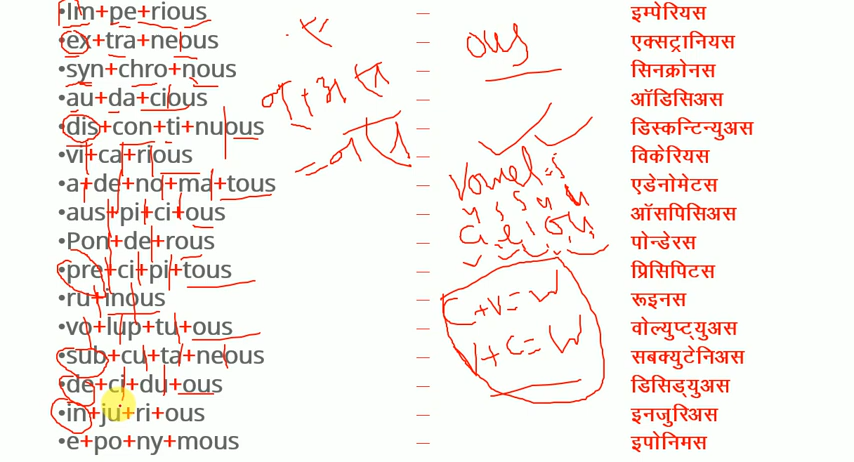 •Im+pe+rious – इम्पेरियस
•ex+tra+neous – एक्सट्रानियस
•syn+chro+nous – सिनक्रोनस
•au+da+cious – ऑडिसिअस
•dis+con+ti+nuous – डिस्कन्टिन्युअस
•vi+ca+rious – विकेरियस
•a+de+no+ma+tous – एडेनोमेटस
•aus+pi+ci+ous – ऑसपिसिअस
•Pon+de+rous – पोन्डेरस
•pre+ci+pi+tous – प्रिसिपिटस
•ru+inous – रूइनस
•vo+lup+tu+ous – वोल्युप्ट्युअस
•sub+cu+ta+neous – सबक्युटेनिअस
•de+ci+du+ous – डिसिड्युअस
•in+ju+ri+ous – इनजुरिअस
•e+po+ny+mous – इपोनिमस
ous
C+V=W
V+C=W